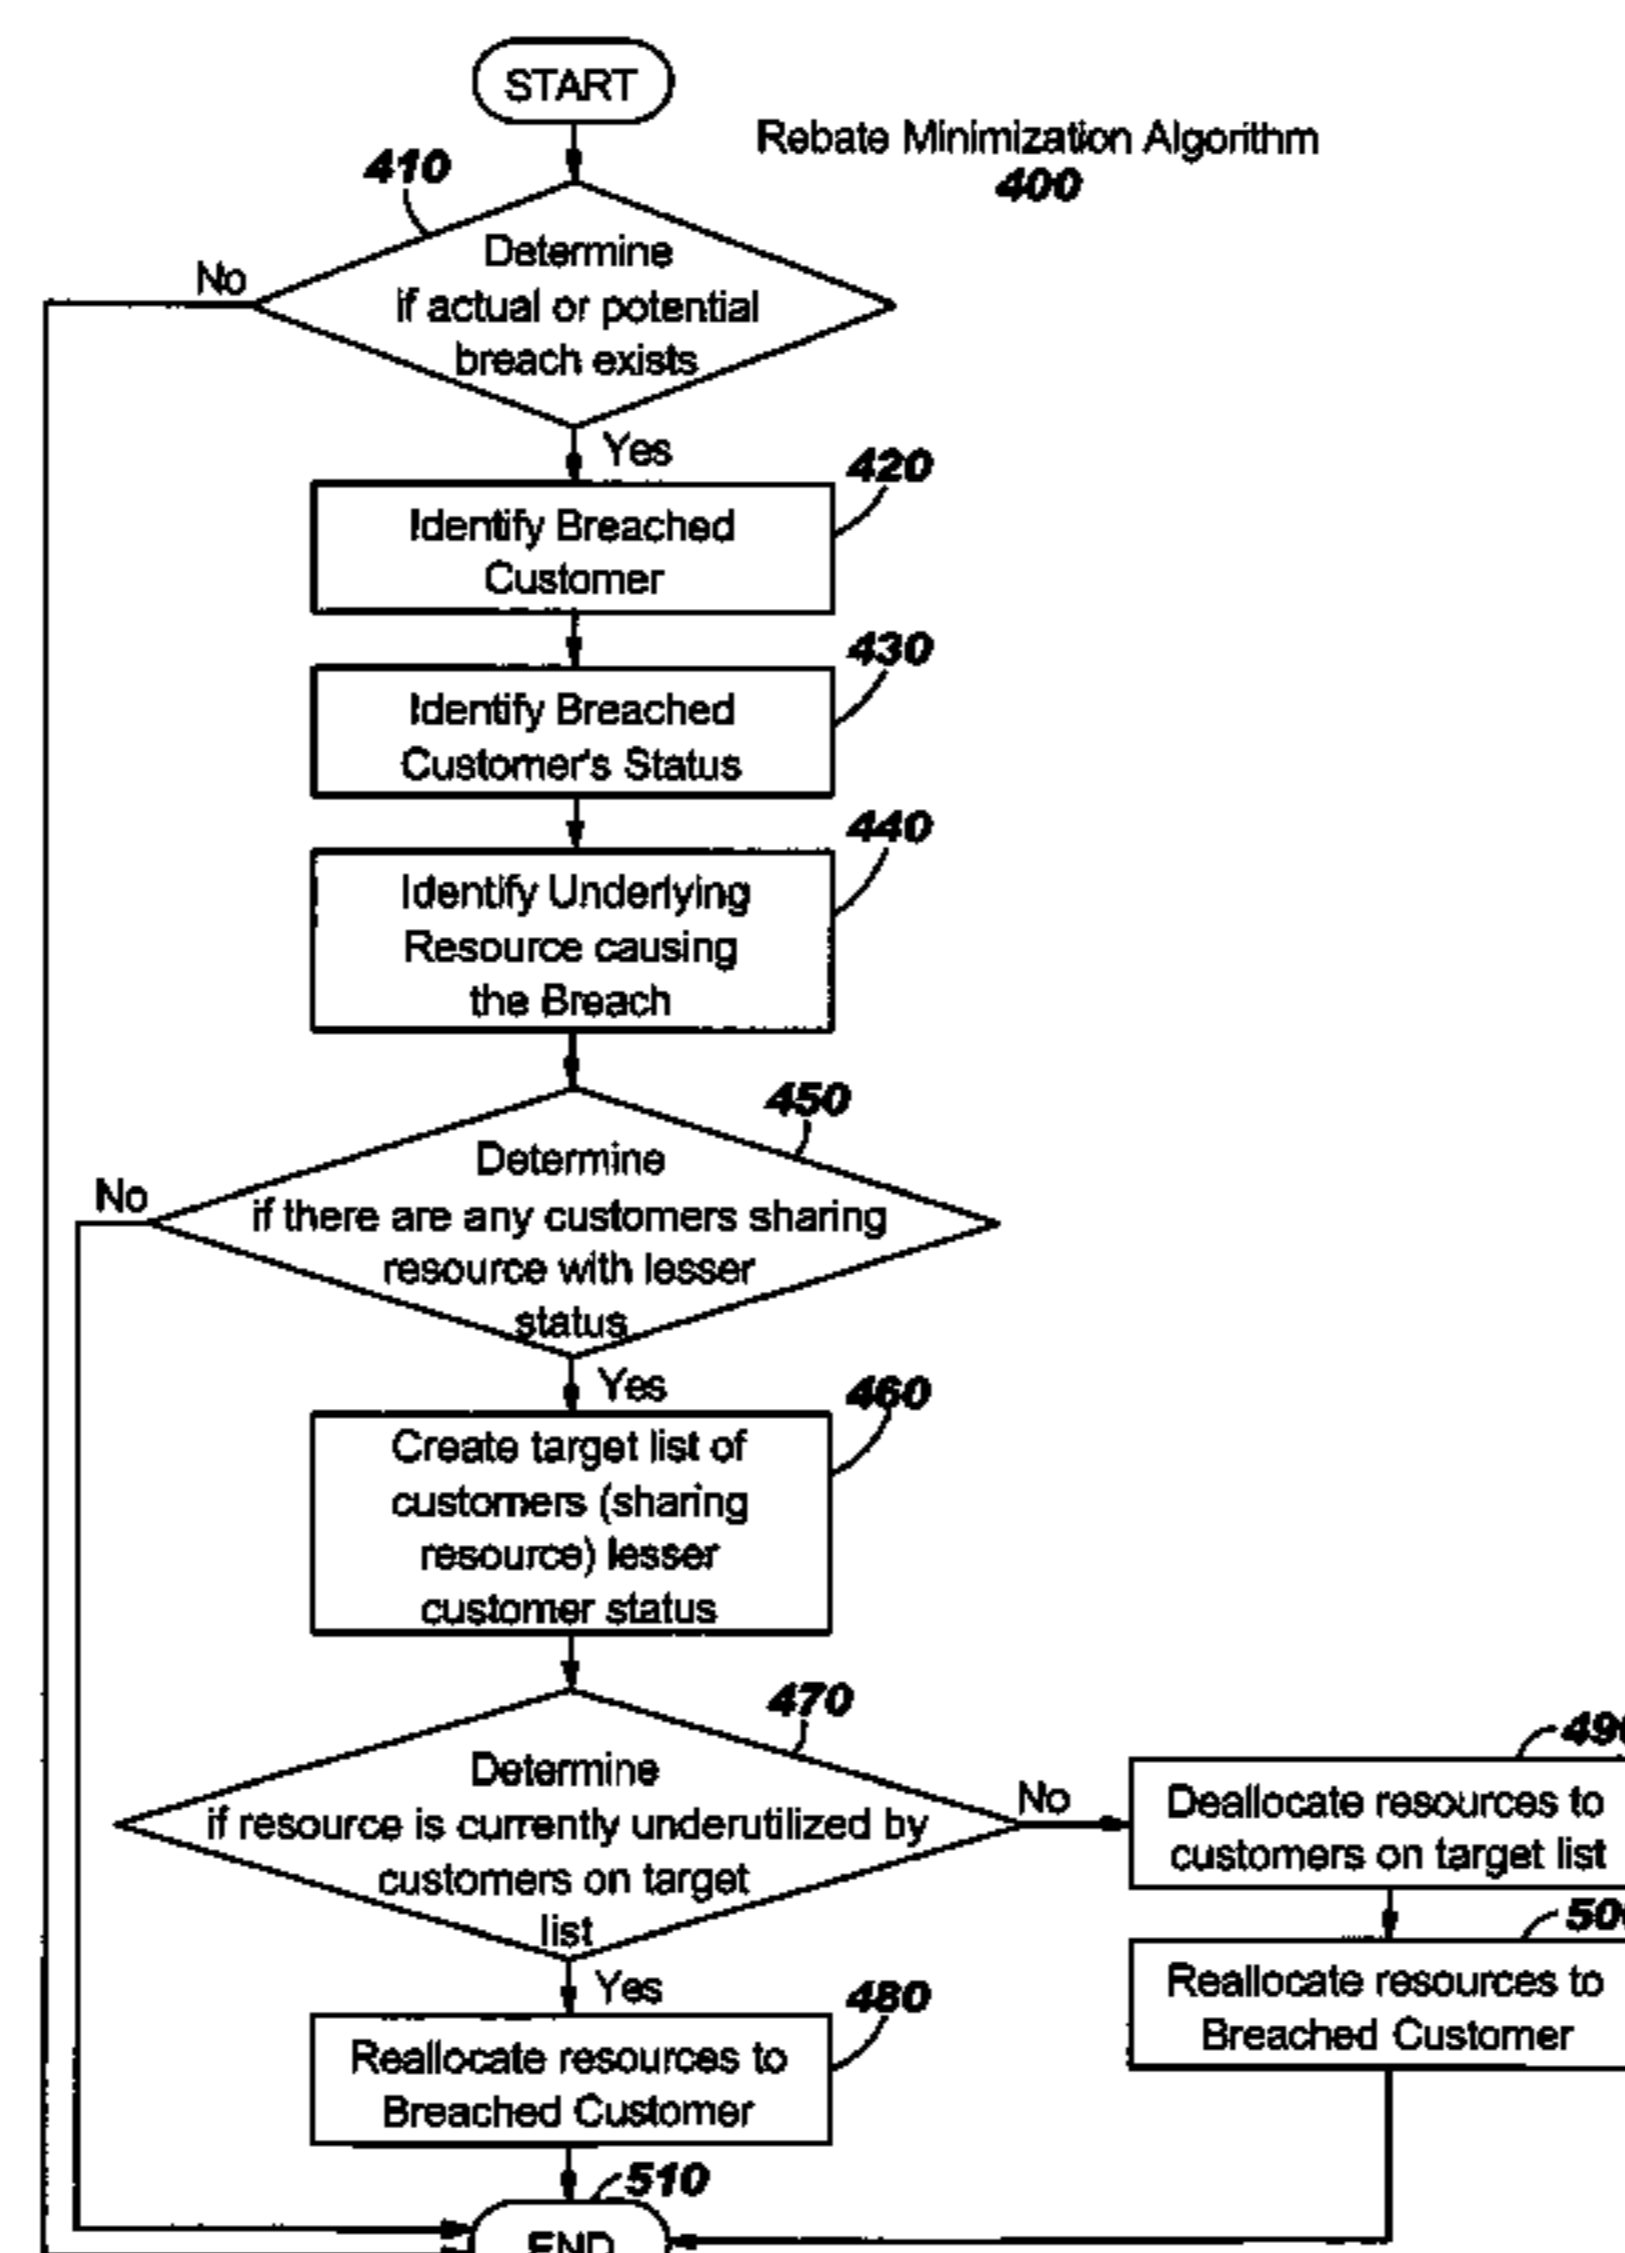 START
Rebate Minimization Algorithm
400
410
Determine
if actual or potential
breach exists
No
Yes
420
Identify Breached
Customer
430
Identify Breached
Customer's Status
440
Identify Underlying
Resource causing
the Breach
450
Determine
if there are any customers sharing
resource with lesser
status
No
Yes
460
Create target list of
customers (sharing
resource) lesser
customer status
470
Determine
if resource is currently underutilized by
customers on target
list
No
490
Deallocate resources to
customers on target list
500
Reallocate resources to
Breached Customer
Yes
480
Reallocate resources to
Breached Customer
510
END